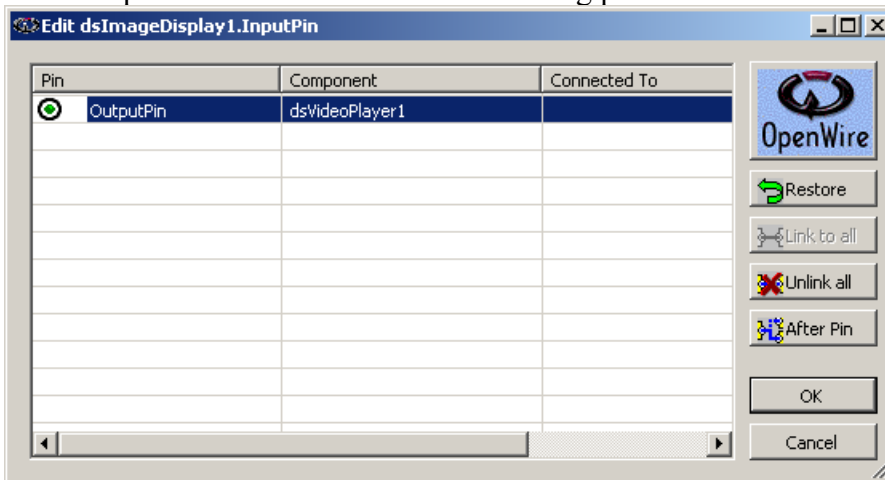 Edit dsImageDisplay1.InputPin
Pin Component Connected To
OutputPin dsVideoPlayer1
OpenWire
Restore
Link to all
Unlink all
After Pin
OK
Cancel